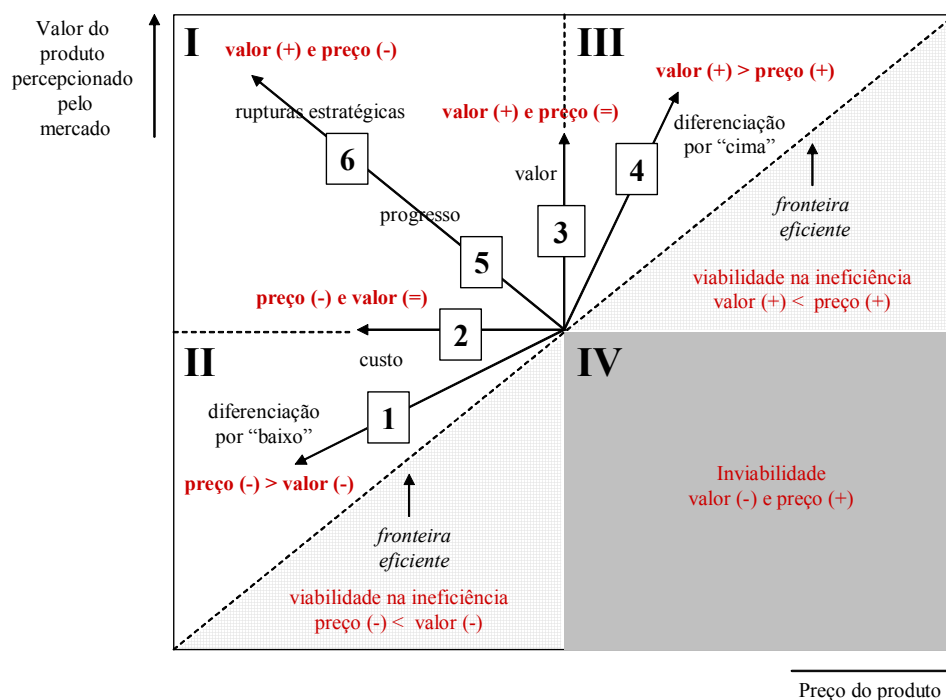 Valor do
produto
percepcionado
pelo
mercado
I
III
valor (+) e preço (-)
valor (+) > preço (+)
rupturas estratégicas
valor (+) e preço (=)
diferenciação
por “cima”
6
4
valor
fronteira
eficiente
progresso
3
5
viabilidade na ineficiência
valor (+) < preço (+)
preço (-) e valor (=)
2
II
IV
custo
diferenciação
por “baixo”
1
preço (-) > valor (-)
Inviabilidade
valor (-) e preço (+)
fronteira
eficiente
viabilidade na ineficiência
preço (-) < valor (-)
Preço do produto